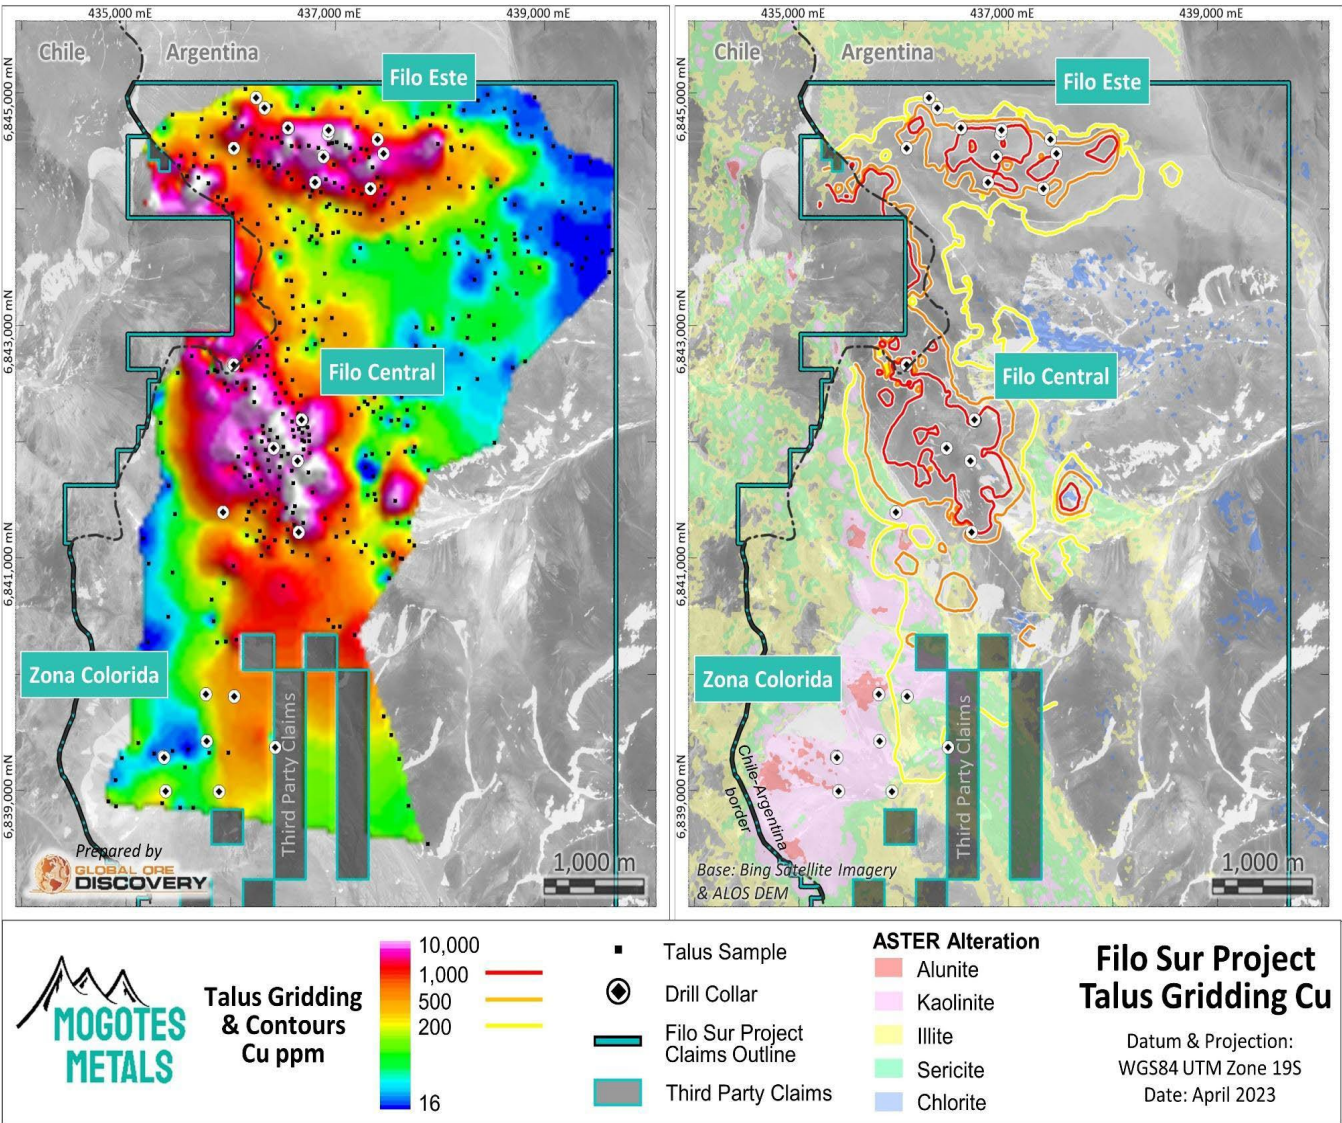 435,000 mE
437,000 mE
439,000 mE
Chile
Argentina
Filo Este
6,845,000 mN
6,843,000 mN
Filo Central
6,841,000 mN
Zona Colorida
6,839,000 mN
Third Party Claims
Prepared by
GLOBAL ORE
DISCOVERY
1,000 m
435,000 mE
437,000 mE
439,000 mE
Chile
Argentina
Filo Este
6,845,000 mN
6,843,000 mN
Filo Central
6,841,000 mN
Zona Colorida
6,839,000 mN
Chile-Argentina
border
Third Party Claims
Base: Bing Satellite Imagery
& ALOS DEM
1,000 m
MOGOTES
METALS
Talus Gridding
& Contours
Cu ppm
10,000
1,000
500
200
16
Talus Sample
Drill Collar
Filo Sur Project
Claims Outline
Third Party Claims
ASTER Alteration
Alunite
Kaolinite
Illite
Sericite
Chlorite
Filo Sur Project
Talus Gridding Cu
Datum & Projection:
WGS84 UTM Zone 19S
Date: April 2023